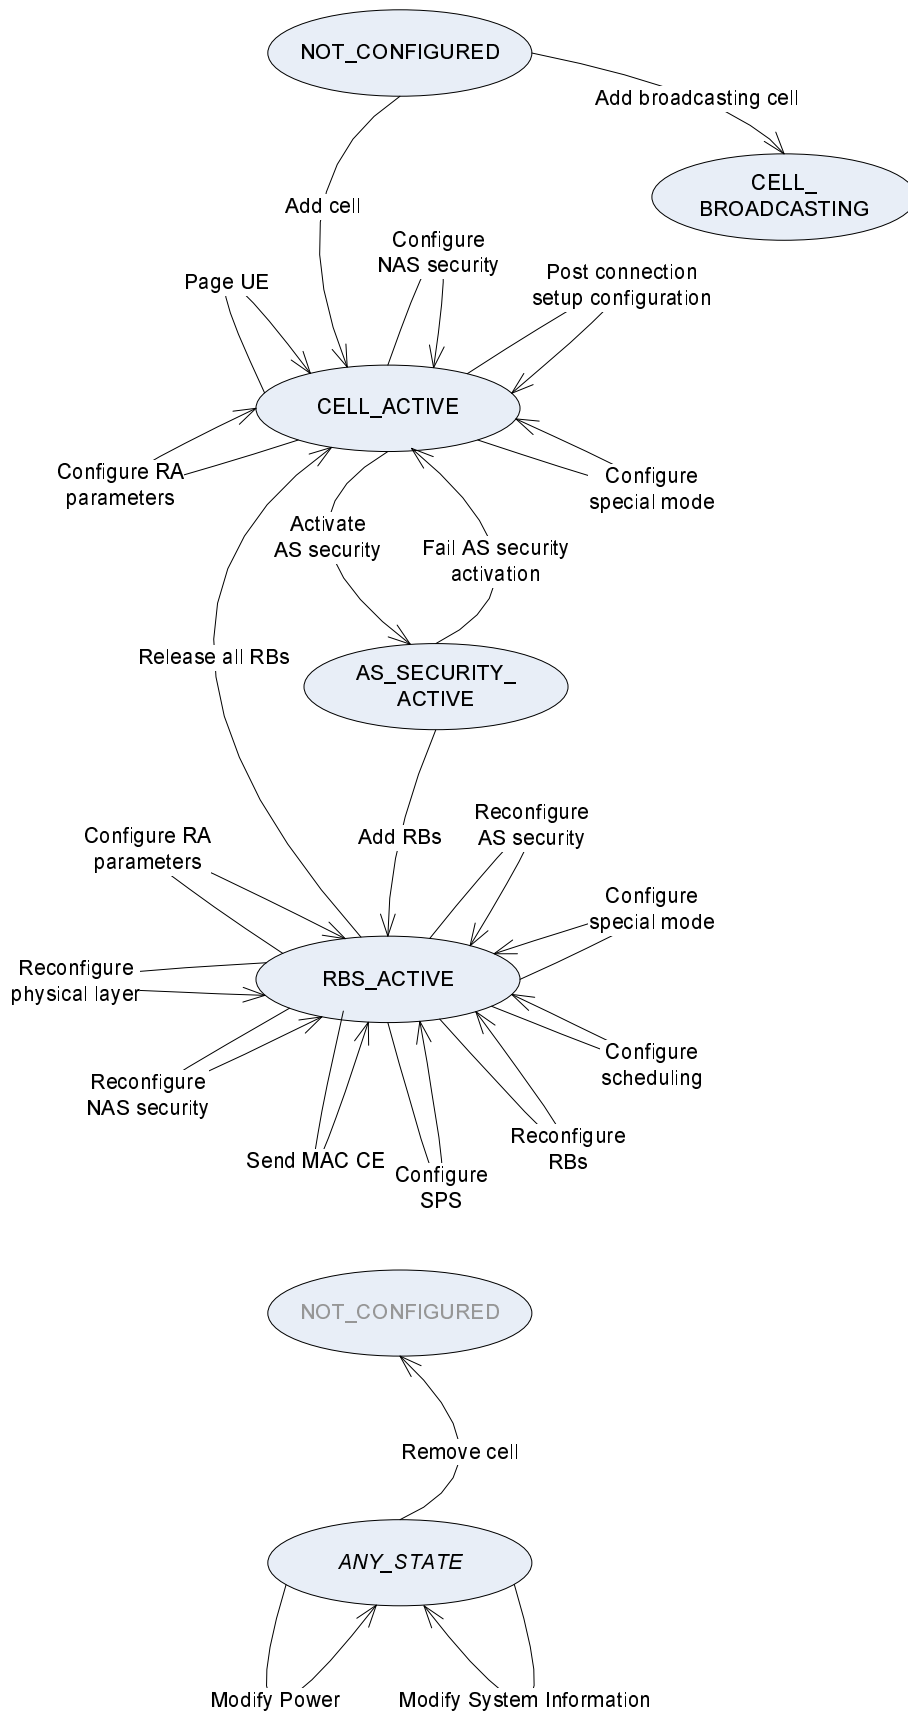 NOT_CONFIGURED
Add broadcasting cell
CELL_
BROADCASTING
Add cell
Configure
NAS security
Page UE
Post connection
setup configuration
CELL_ACTIVE
Configure RA
parameters
Configure
special mode
Activate
AS security
Fail AS security
activation
Release all RBs
AS_SECURITY_
ACTIVE
Add RBs
Reconfigure
AS security
Configure RA
parameters
Configure
special mode
Reconfigure
physical layer
RBS_ACTIVE
Configure
scheduling
Reconfigure
NAS security
Reconfigure
RBs
Send MAC CE
Configure
SPS
NOT_CONFIGURED
Remove cell
ANY_STATE
Modify Power
Modify System Information